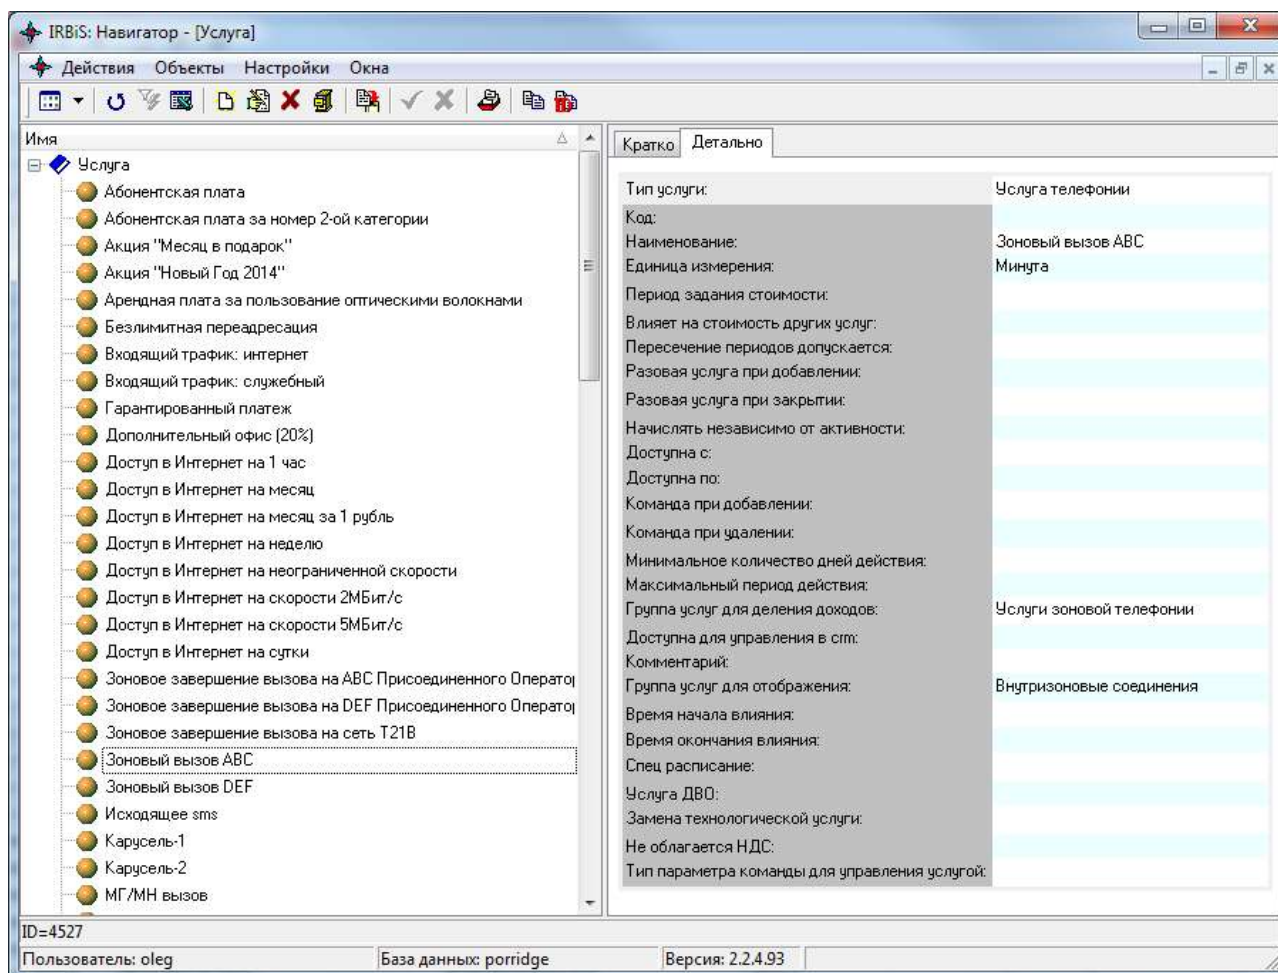 IRBiS: Навигатор - [Услуга]
Действия Объекты Настройки Окна
Имя
Услуга
Абонентская плата
Абонентская плата за номер 2-ой категории
Акция "Месяц в подарок"
Акция "Новый Год 2014"
Арендная плата за пользование оптическими волокнами
Безлимитная переадресация
Входящий трафик: интернет
Входящий трафик: служебный
Гарантированный платеж
Дополнительный офис (20%)
Доступ в Интернет на 1 час
Доступ в Интернет на месяц
Доступ в Интернет на месяц за 1 рубль
Доступ в Интернет на неделю
Доступ в Интернет на неограниченной скорости
Доступ в Интернет на скорости 2МБит/с
Доступ в Интернет на скорости 5МБит/с
Доступ в Интернет на сутки
Зоновое завершение вызова на ABC Присоединенного Оператор
Зоновое завершение вызова на DEF Присоединенного Оператор
Зоновое завершение вызова на сеть T21B
Зоновый вызов ABC
Зоновый вызов DEF
Исходящее sms
Карусель-1
Карусель-2
МГ/МН вызов
Кратко Детально
Тип услуги: Услуга телефонии
Код:
Наименование: Зоновый вызов ABC
Единица измерения: Минута
Период задания стоимости:
Влияет на стоимость других услуг:
Пересечение периодов допускается:
Разовая услуга при добавлении:
Разовая услуга при закрытии:
Начислять независимо от активности:
Доступна с:
Доступна по:
Команда при добавлении:
Команда при удалении:
Минимальное количество дней действия:
Максимальный период действия:
Группа услуг для деления доходов: Услуги зоновой телефонии
Доступна для управления в crm:
Комментарий:
Группа услуг для отображения: Внутризоновые соединения
Время начала влияния:
Время окончания влияния:
Спец расписание:
Услуга ДВО:
Замена технологической услуги:
Не облагается НДС:
Тип параметра команды для управления услугой:
ID=4527
Пользователь: oleg База данных: porridge Версия: 2.2.4.93